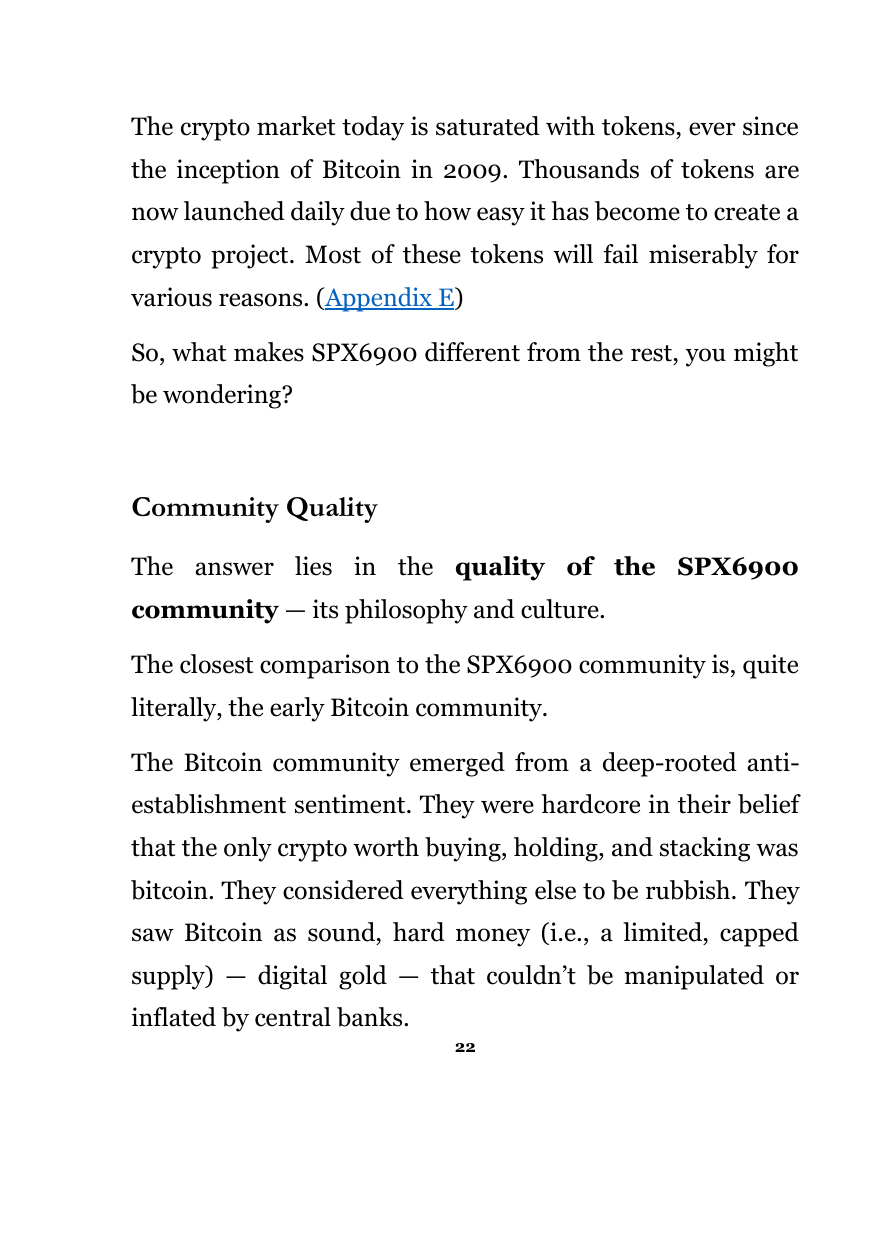 The crypto market today is saturated with tokens, ever since
the inception of Bitcoin in 2009. Thousands of tokens are
now launched daily due to how easy it has become to create a
crypto project. Most of these tokens will fail miserably for
various reasons. (Appendix E)
So, what makes SPX6900 different from the rest, you might
be wondering?
Community Quality
The answer lies in the quality of the SPX6900
community — its philosophy and culture.
The closest comparison to the SPX6900 community is, quite
literally, the early Bitcoin community.
The Bitcoin community emerged from a deep-rooted anti-
establishment sentiment. They were hardcore in their belief
that the only crypto worth buying, holding, and stacking was
bitcoin. They considered everything else to be rubbish. They
saw Bitcoin as sound, hard money (i.e., a limited, capped
supply) — digital gold — that couldn’t be manipulated or
inflated by central banks.
22